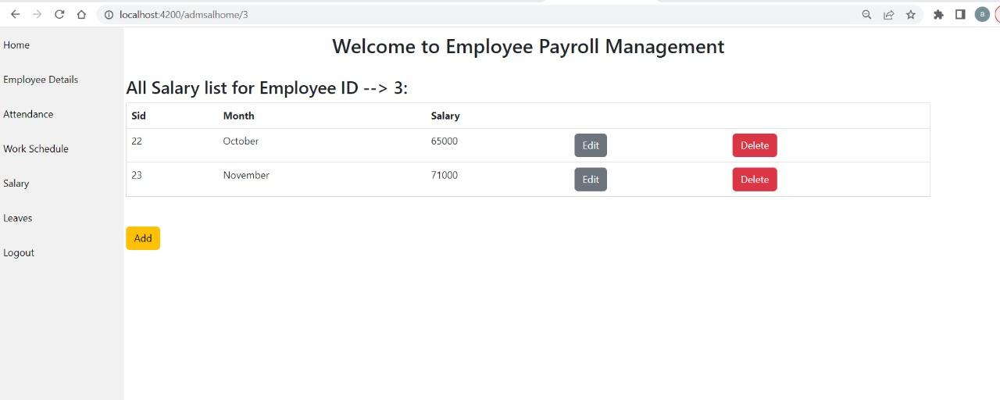 localhost:4200/admsalhome/3
a
Home
Employee Details
Attendance
Work Schedule
Salary
Leaves
Logout
Welcome to Employee Payroll Management
All Salary list for Employee ID --> 3:
Sid Month Salary
22 October 65000 Edit Delete
23 November 71000 Edit Delete
Add